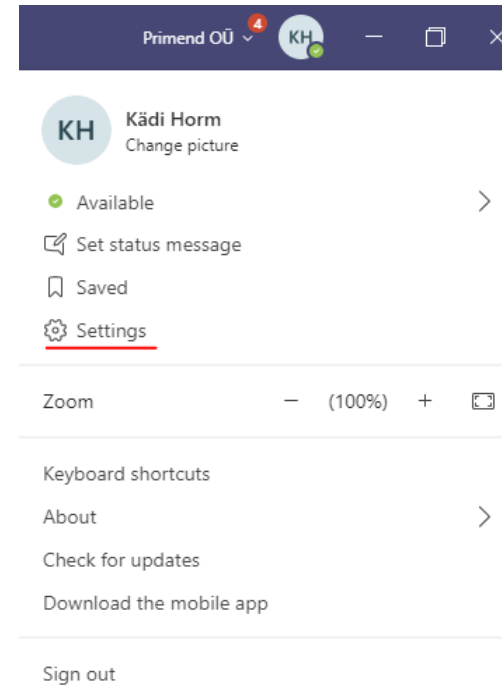 Primend OÜ 4 KH
KH
Kädi Horm
Change picture
Available
Set status message
Saved
Settings
Zoom − (100%) +
Keyboard shortcuts
About
Check for updates
Download the mobile app
Sign out